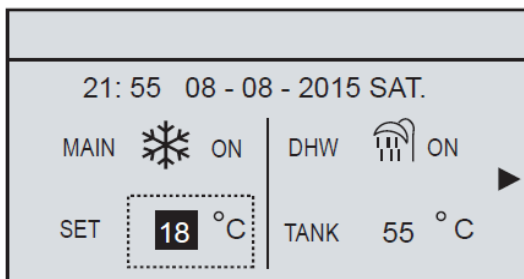 21: 55 08 - 08 - 2015 SAT.
MAIN ON DHW ON
SET 18 °C TANK 55 °C